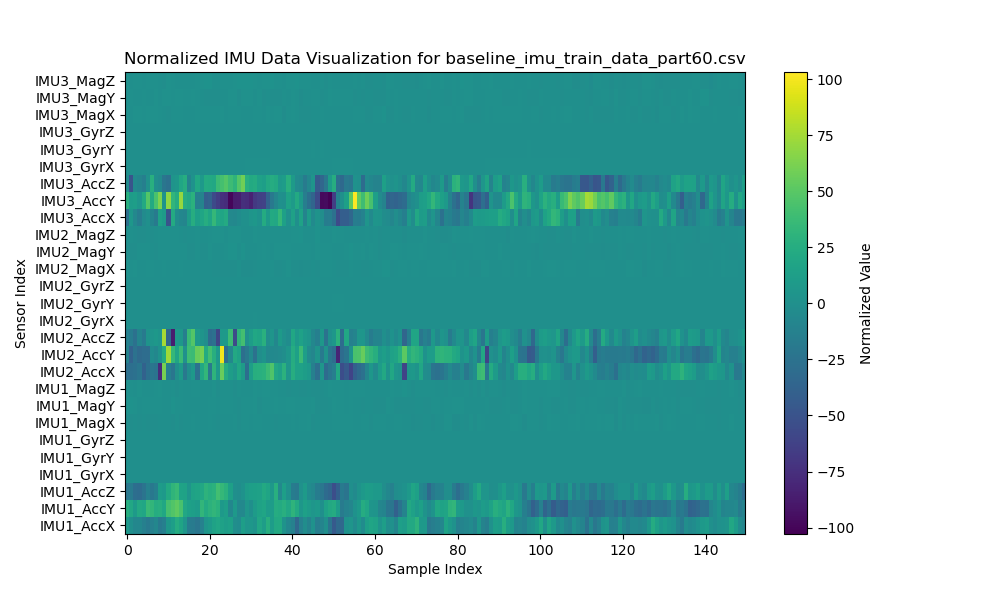 Normalized IMU Data Visualization for baseline_imu_train_data_part60.csv
IMU3_MagZ
IMU3_MagY
IMU3_MagX
IMU3_GyrZ
IMU3_GyrY
IMU3_GyrX
IMU3_AccZ
IMU3_AccY
IMU3_AccX
IMU2_MagZ
IMU2_MagY
IMU2_MagX
IMU2_GyrZ
IMU2_GyrY
IMU2_GyrX
IMU2_AccZ
IMU2_AccY
IMU2_AccX
IMU1_MagZ
IMU1_MagY
IMU1_MagX
IMU1_GyrZ
IMU1_GyrY
IMU1_GyrX
IMU1_AccZ
IMU1_AccY
IMU1_AccX
Sensor Index
0 20 40 60 80 100 120 140
Sample Index
100
75
50
25
0
−25
−50
−75
−100
Normalized Value